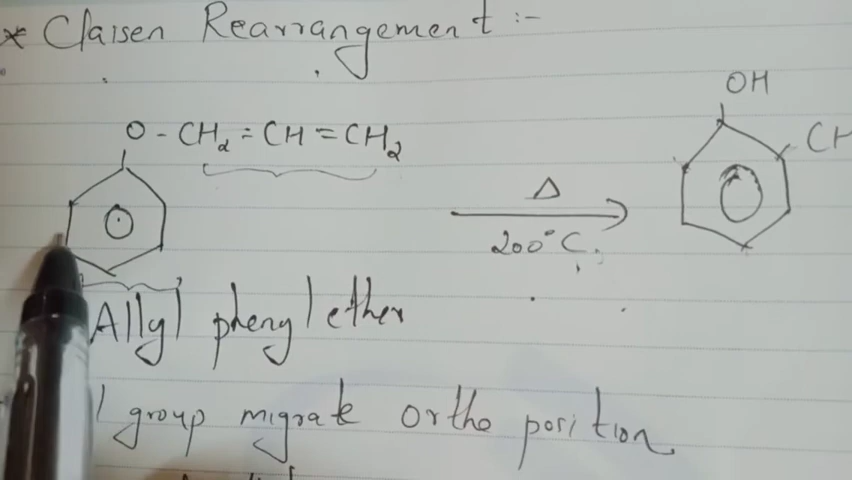 * Claisen Rearrangement :-
O - CH2 = CH = CH2
OH
CH
Δ
200°C.
Allyl phenyl ether
l group migrate ortho position